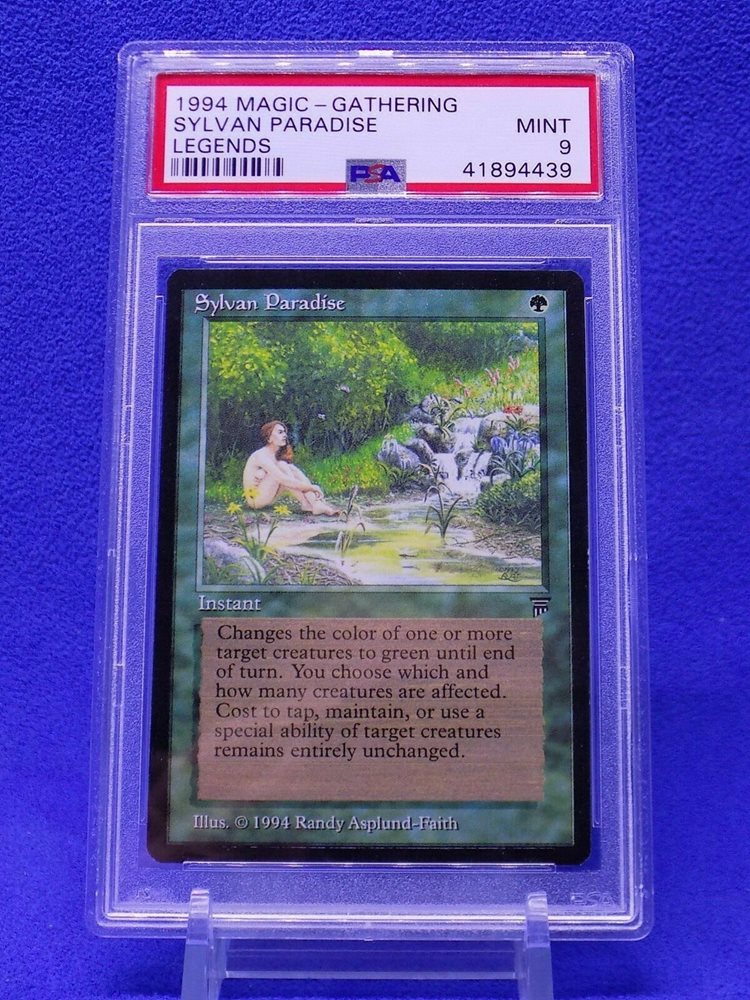 1994 MAGIC – GATHERING
SYLVAN PARADISE MINT
LEGENDS 9
PSA 41894439
Sylvan Paradise
Instant
Changes the color of one or more
target creatures to green until end
of turn. You choose which and
how many creatures are affected.
Cost to tap, maintain, or use a
special ability of target creatures
remains entirely unchanged.
Illus. © 1994 Randy Asplund-Faith
PSA